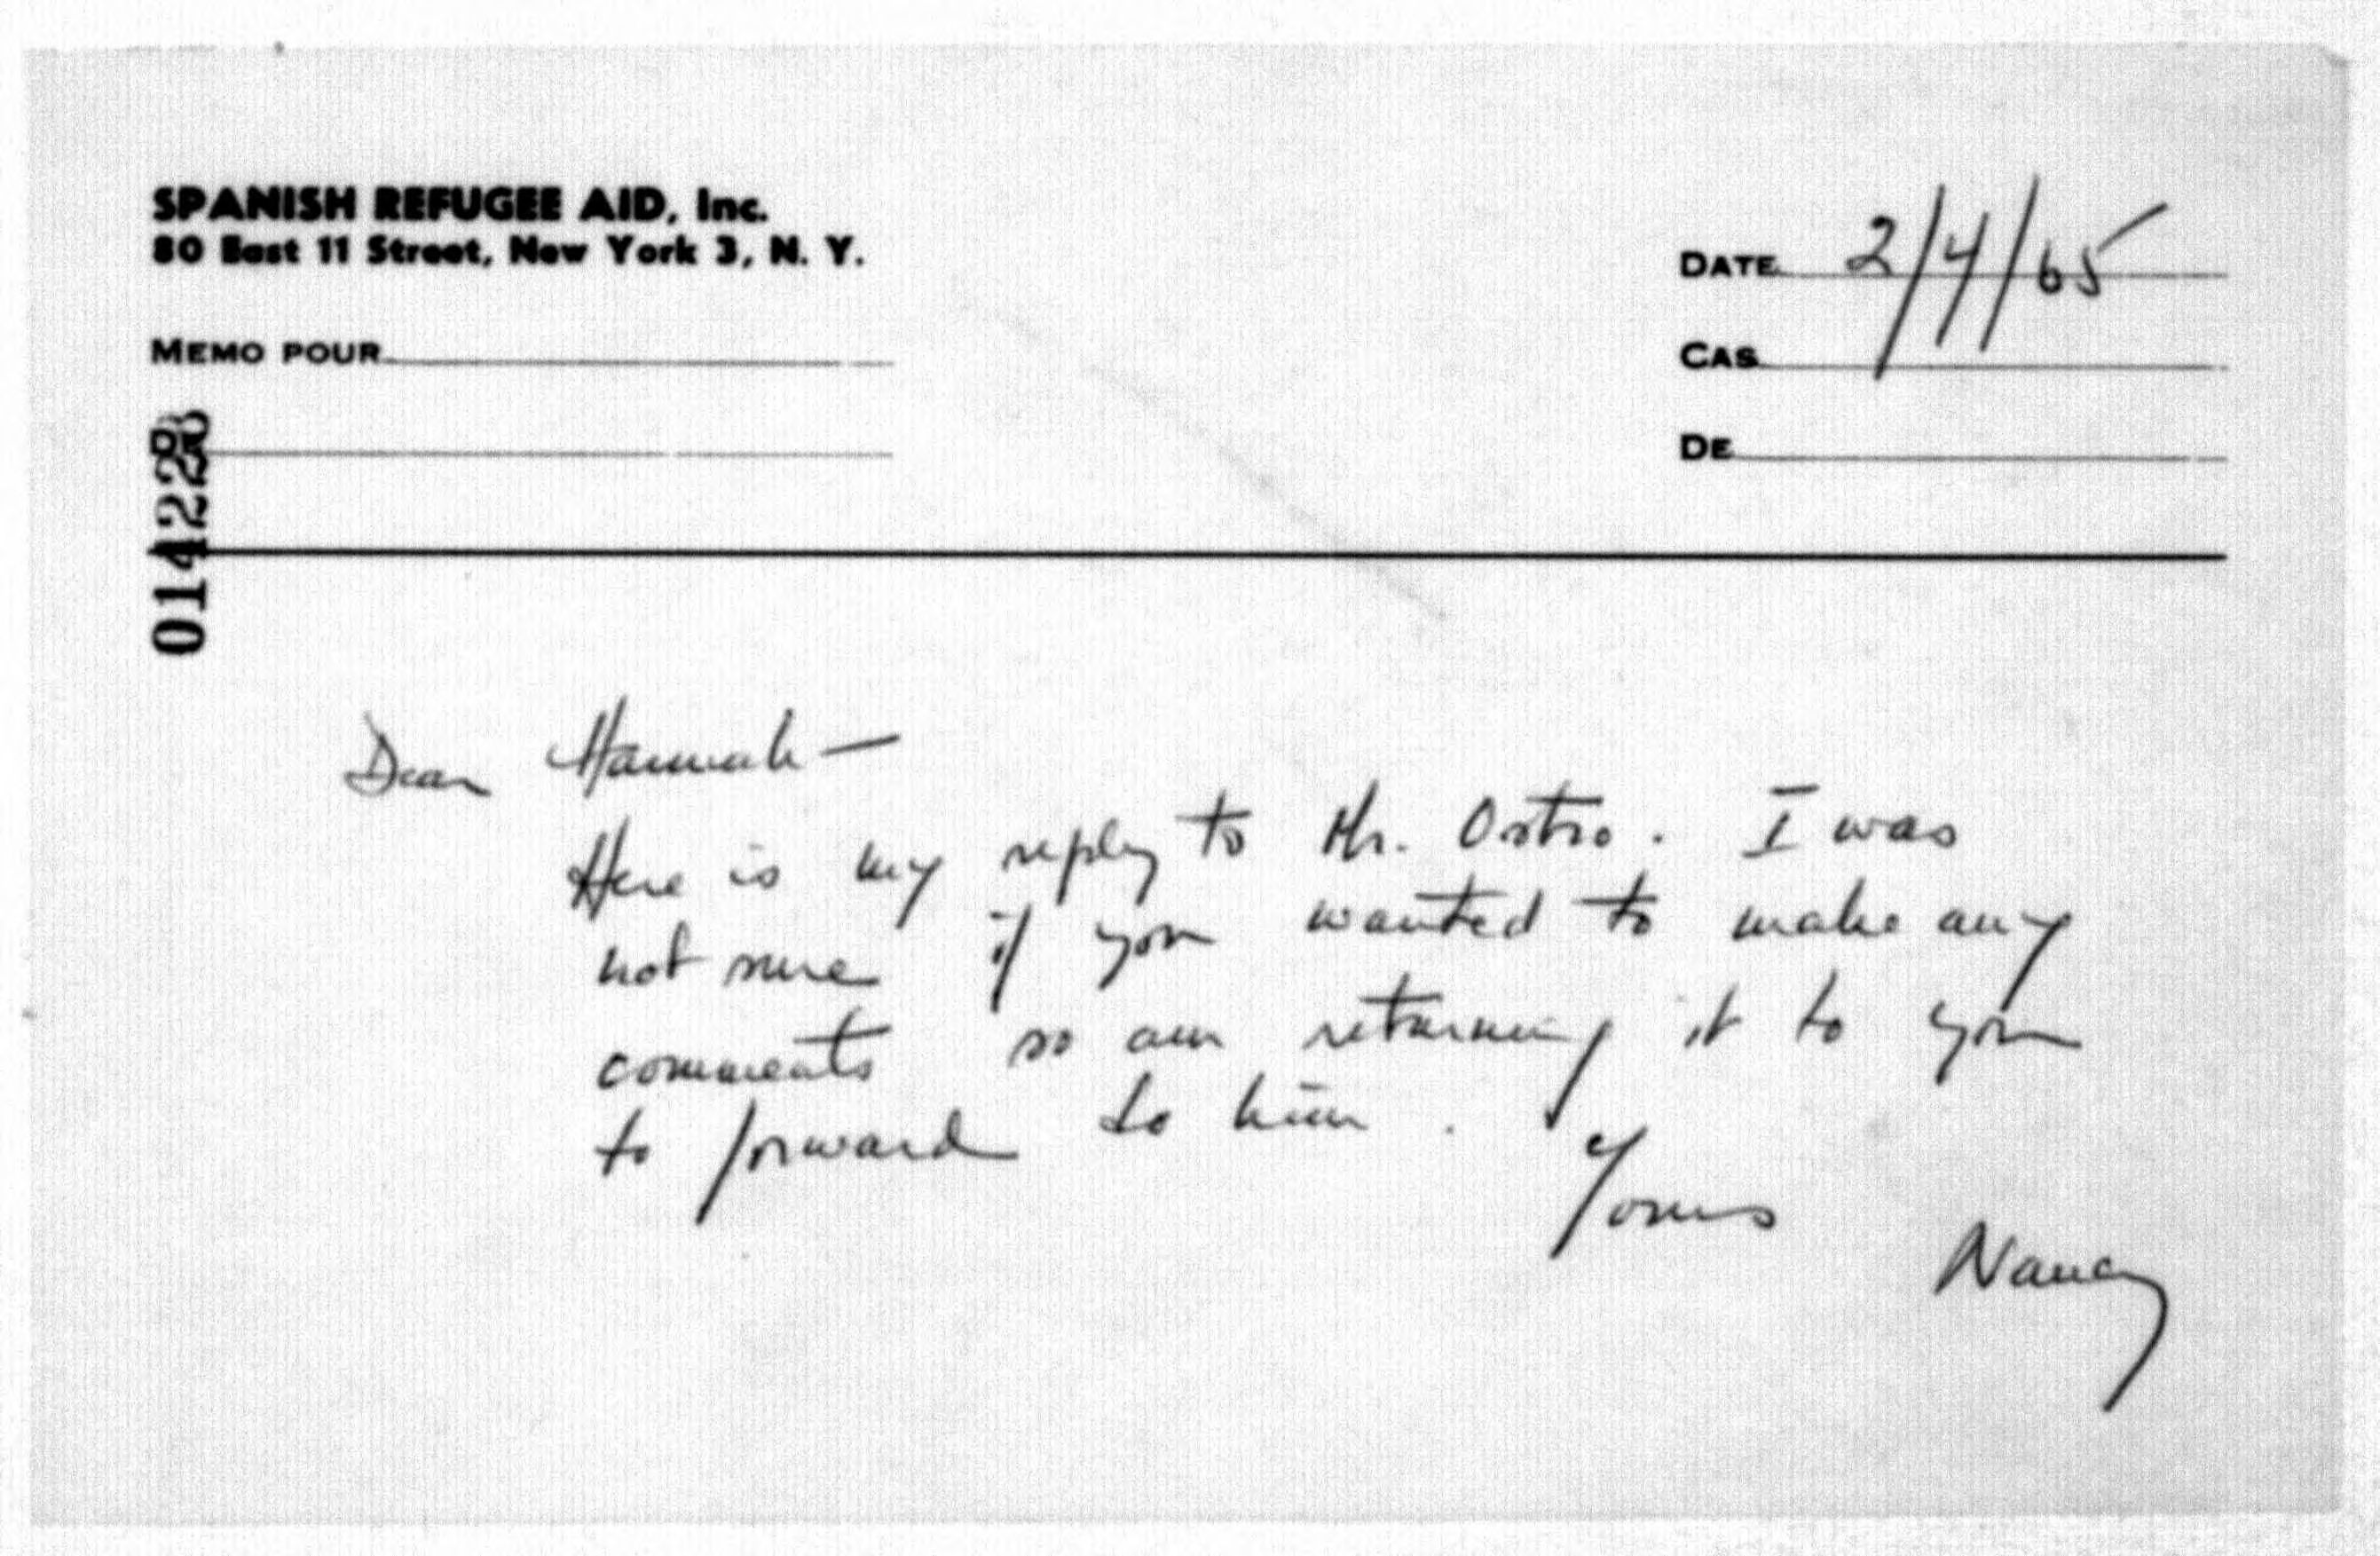 SPANISH REFUGEE AID, Inc.
80 East 11 Street, New York 3, N. Y.
DATE 2/4/65
MEMO POUR
CAS
DE
014223
Dear Hannah —
Here is my reply to Mr. Ostro. I was
not sure if you wanted to make any
comments so am returning it to you
to forward to him.
Yours
Nancy